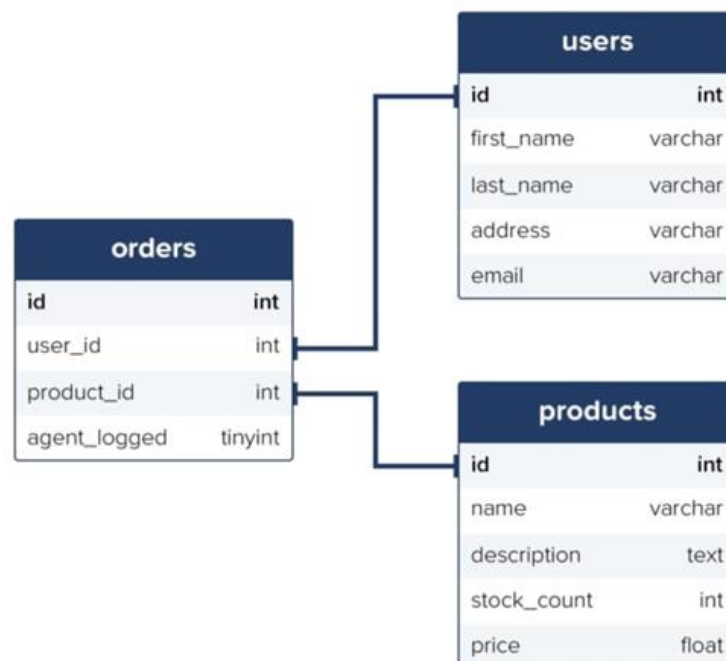 users
id int
first_name varchar
last_name varchar
address varchar
email varchar
orders
id int
user_id int
product_id int
agent_logged tinyint
products
id int
name varchar
description text
stock_count int
price float